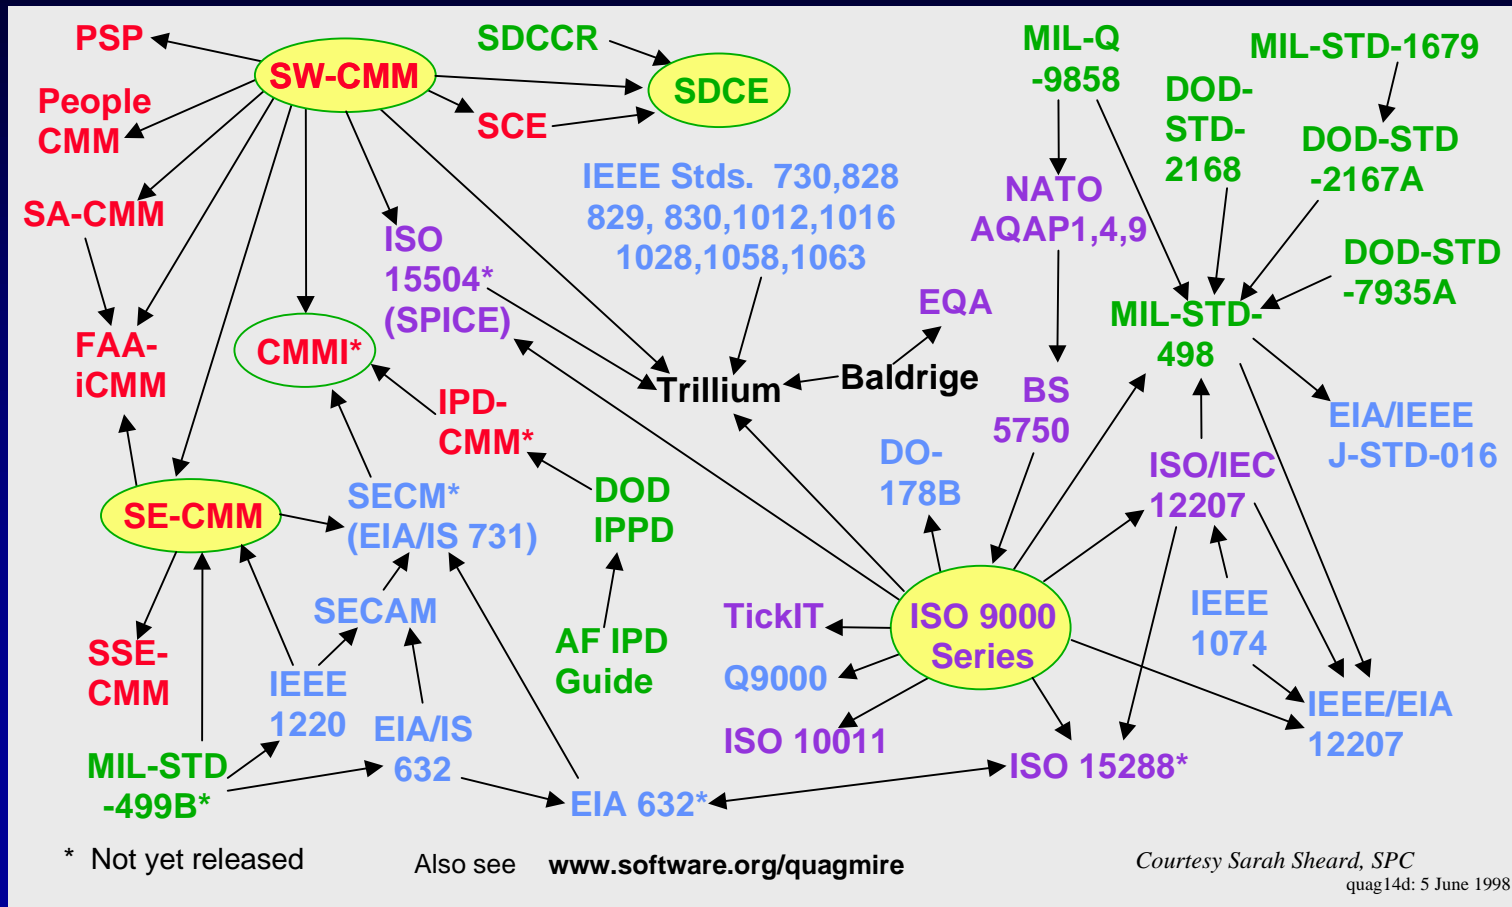 PSP
SW-CMM
SDCCR
SDCE
SCE
People
CMM
SA-CMM
MIL-Q
-9858
MIL-STD-1679
DOD-
STD-
2168
DOD-STD
-2167A
IEEE Stds.  730,828
829, 830,1012,1016
1028,1058,1063
NATO
AQAP1,4,9
ISO
15504*
(SPICE)
DOD-STD
-7935A
EQA
MIL-STD-
498
FAA-
iCMM
CMMI*
Trillium
Baldrige
BS
5750
IPD-
CMM*
EIA/IEEE
J-STD-016
DO-
178B
ISO/IEC
12207
SE-CMM
SECM*
(EIA/IS 731)
DOD
IPPD
SECAM
TickIT
ISO 9000
Series
IEEE
1074
SSE-
CMM
AF IPD
Guide
IEEE
1220
Q9000
EIA/IS
632
ISO 10011
IEEE/EIA
12207
MIL-STD
-499B*
EIA 632*
ISO 15288*
* Not yet released
Also see www.software.org/quagmire
Courtesy Sarah Sheard, SPC
quag14d: 5 June 1998